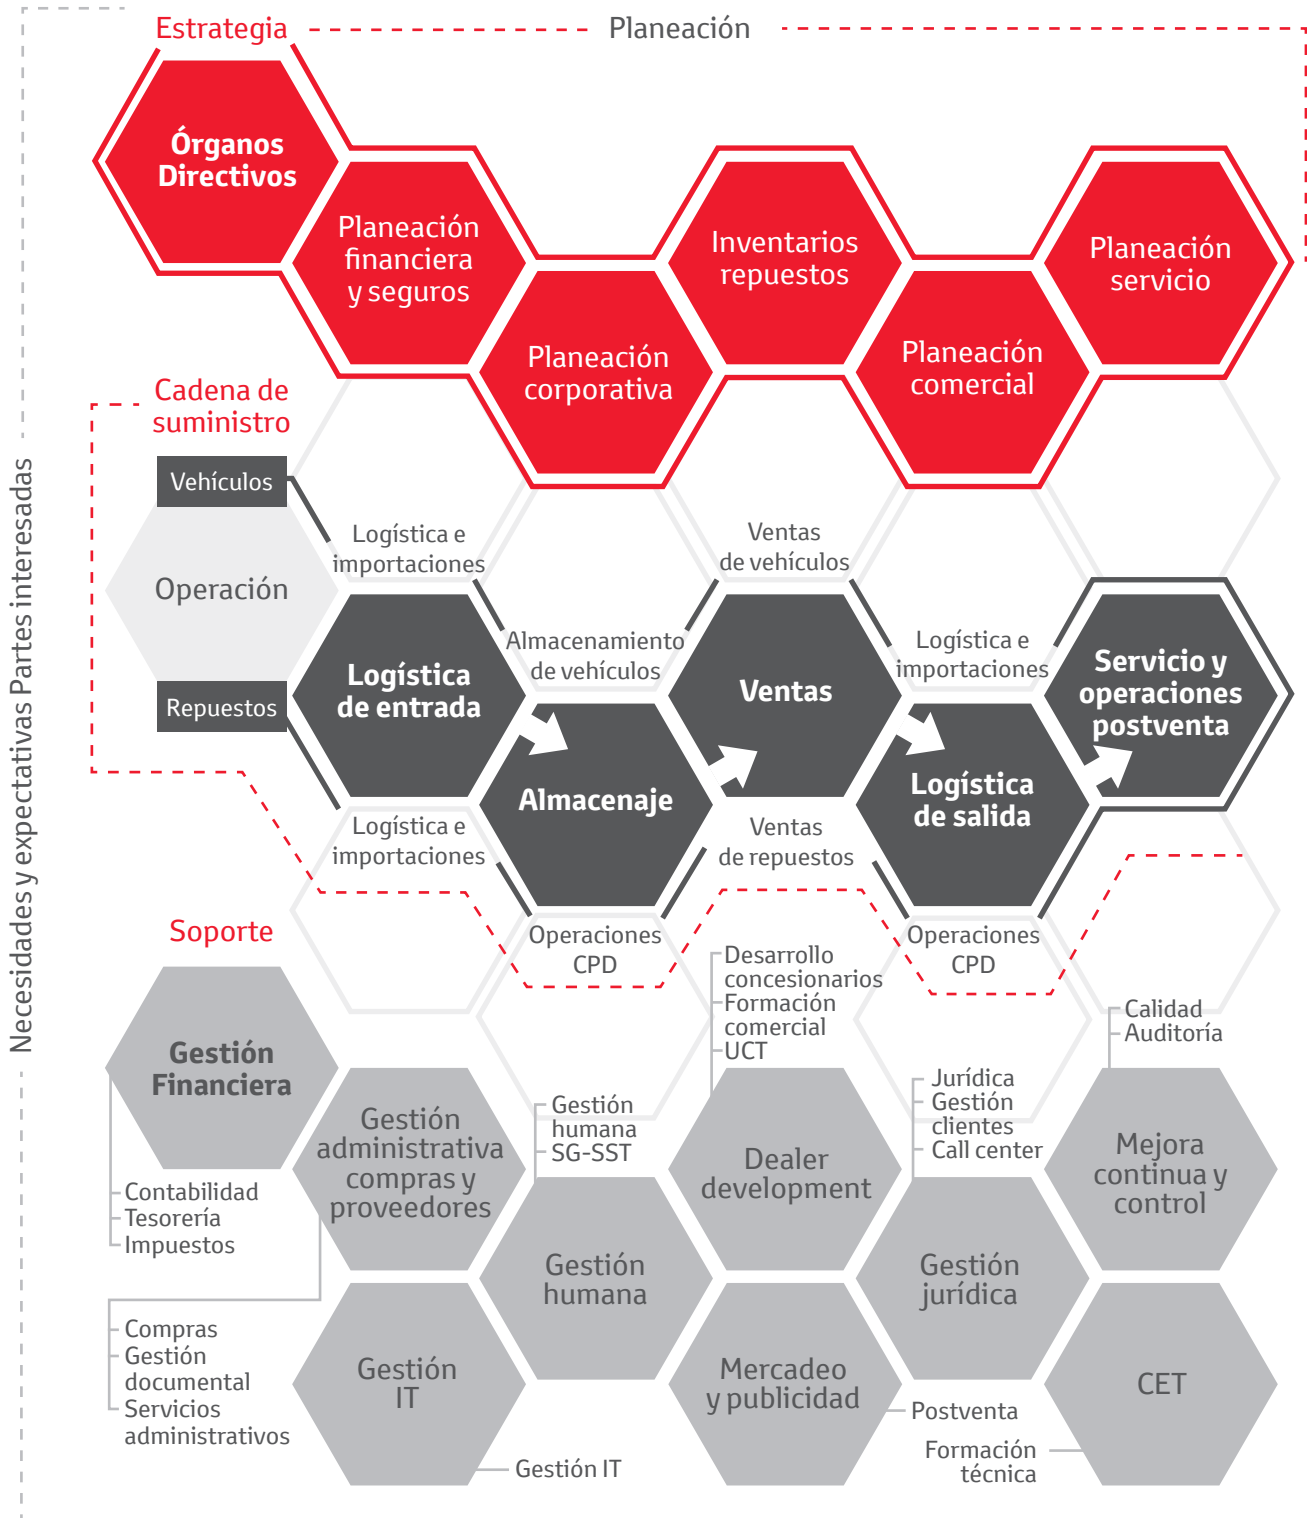 Estrategia
Planeación
Órganos
Directivos
Planeación
financiera
y seguros
Planeación
corporativa
Inventarios
repuestos
Planeación
comercial
Planeación
servicio
Necesidades y expectativas Partes interesadas
Cadena de
suministro
Vehículos
Operación
Repuestos
Logística e
importaciones
Almacenamiento
de vehículos
Ventas
de vehículos
Logística e
importaciones
Logística
de entrada
Almacenaje
Ventas
Logística
de salida
Servicio y
operaciones
postventa
Logística e
importaciones
Operaciones
CPD
Ventas
de repuestos
Operaciones
CPD
Soporte
Gestión
Financiera
Contabilidad
Tesorería
Impuestos
Gestión
administrativa
compras y
proveedores
Compras
Gestión
documental
Servicios
administrativos
Gestión
humana
SG-SST
Gestión
humana
Desarrollo
concesionarios
Formación
comercial
UCT
Dealer
development
Jurídica
Gestión
clientes
Call center
Gestión
jurídica
Calidad
Auditoría
Mejora
continua y
control
Gestión
IT
Gestión IT
Mercadeo
y publicidad
Postventa
CET
Formación
técnica